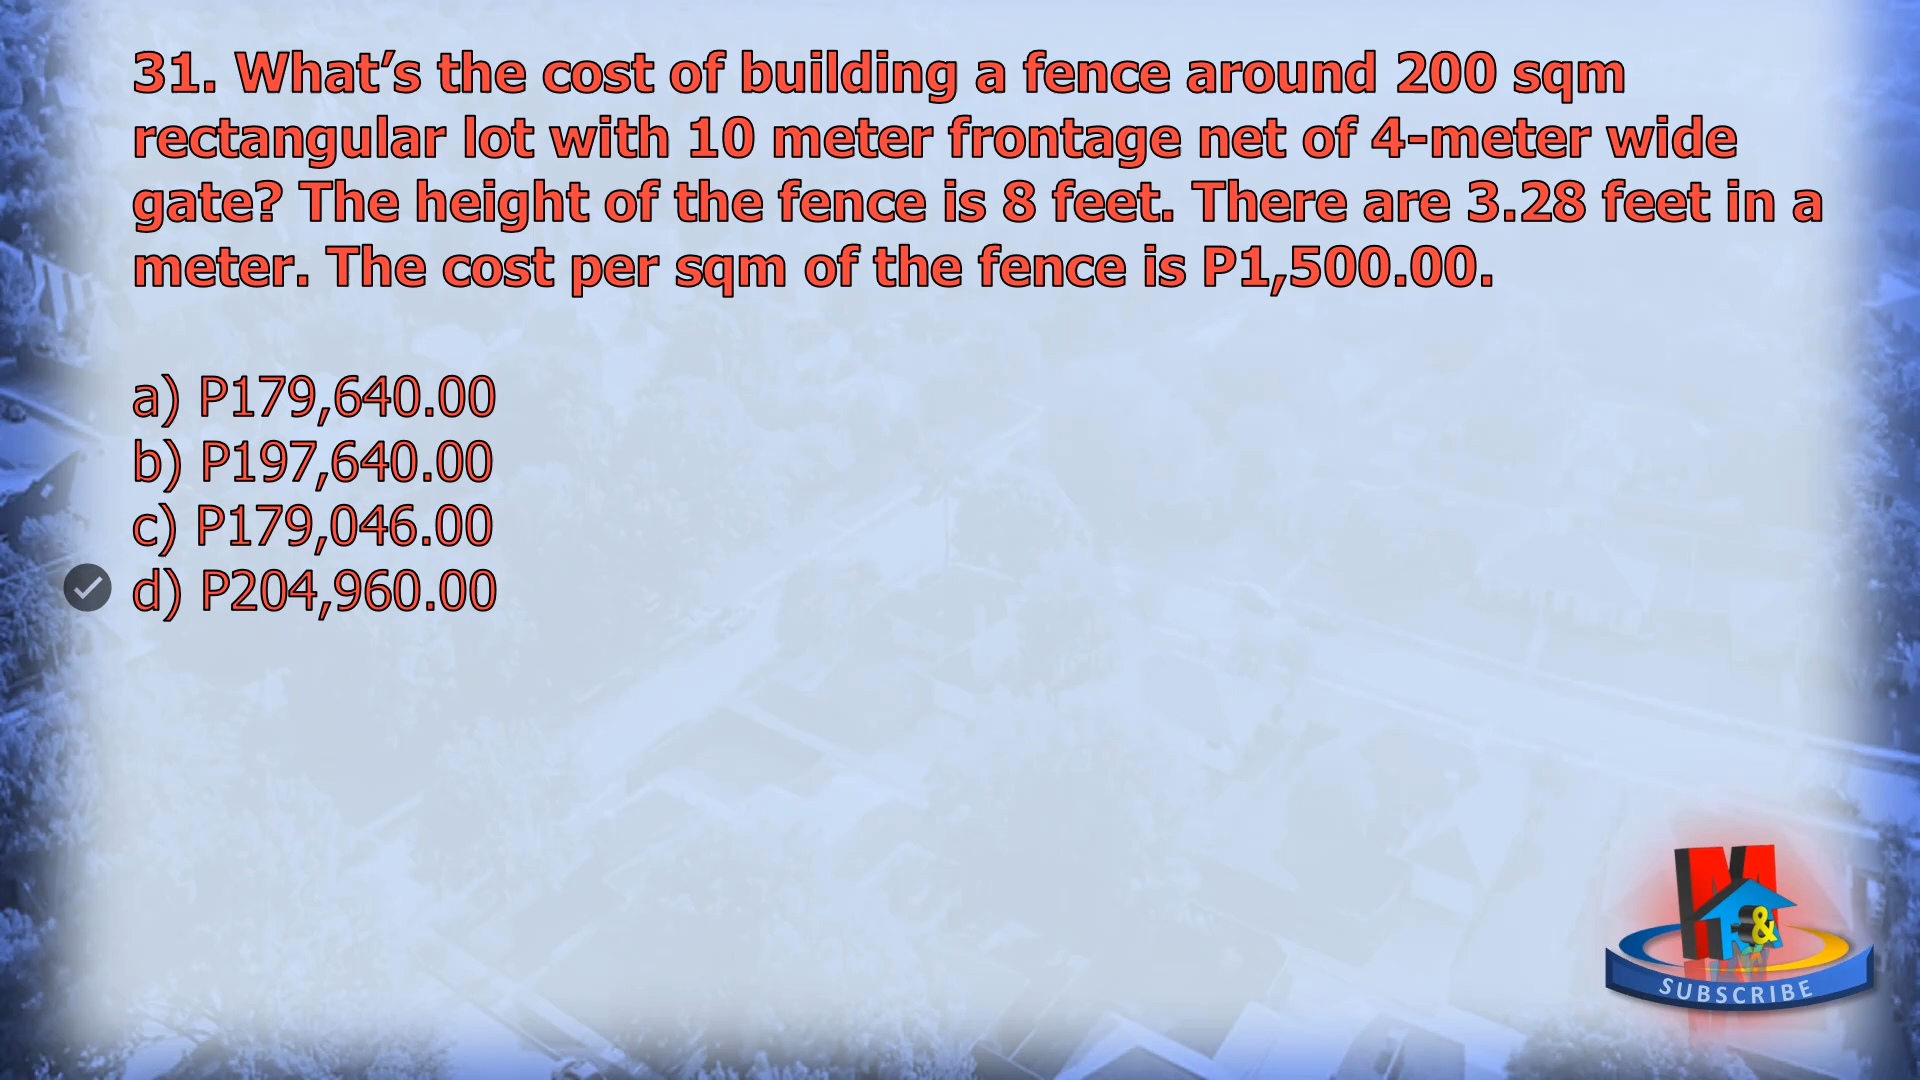 31. What’s the cost of building a fence around 200 sqm
rectangular lot with 10 meter frontage net of 4-meter wide
gate? The height of the fence is 8 feet. There are 3.28 feet in a
meter. The cost per sqm of the fence is P1,500.00.
a) P179,640.00
b) P197,640.00
c) P179,046.00
d) P204,960.00
SUBSCRIBE